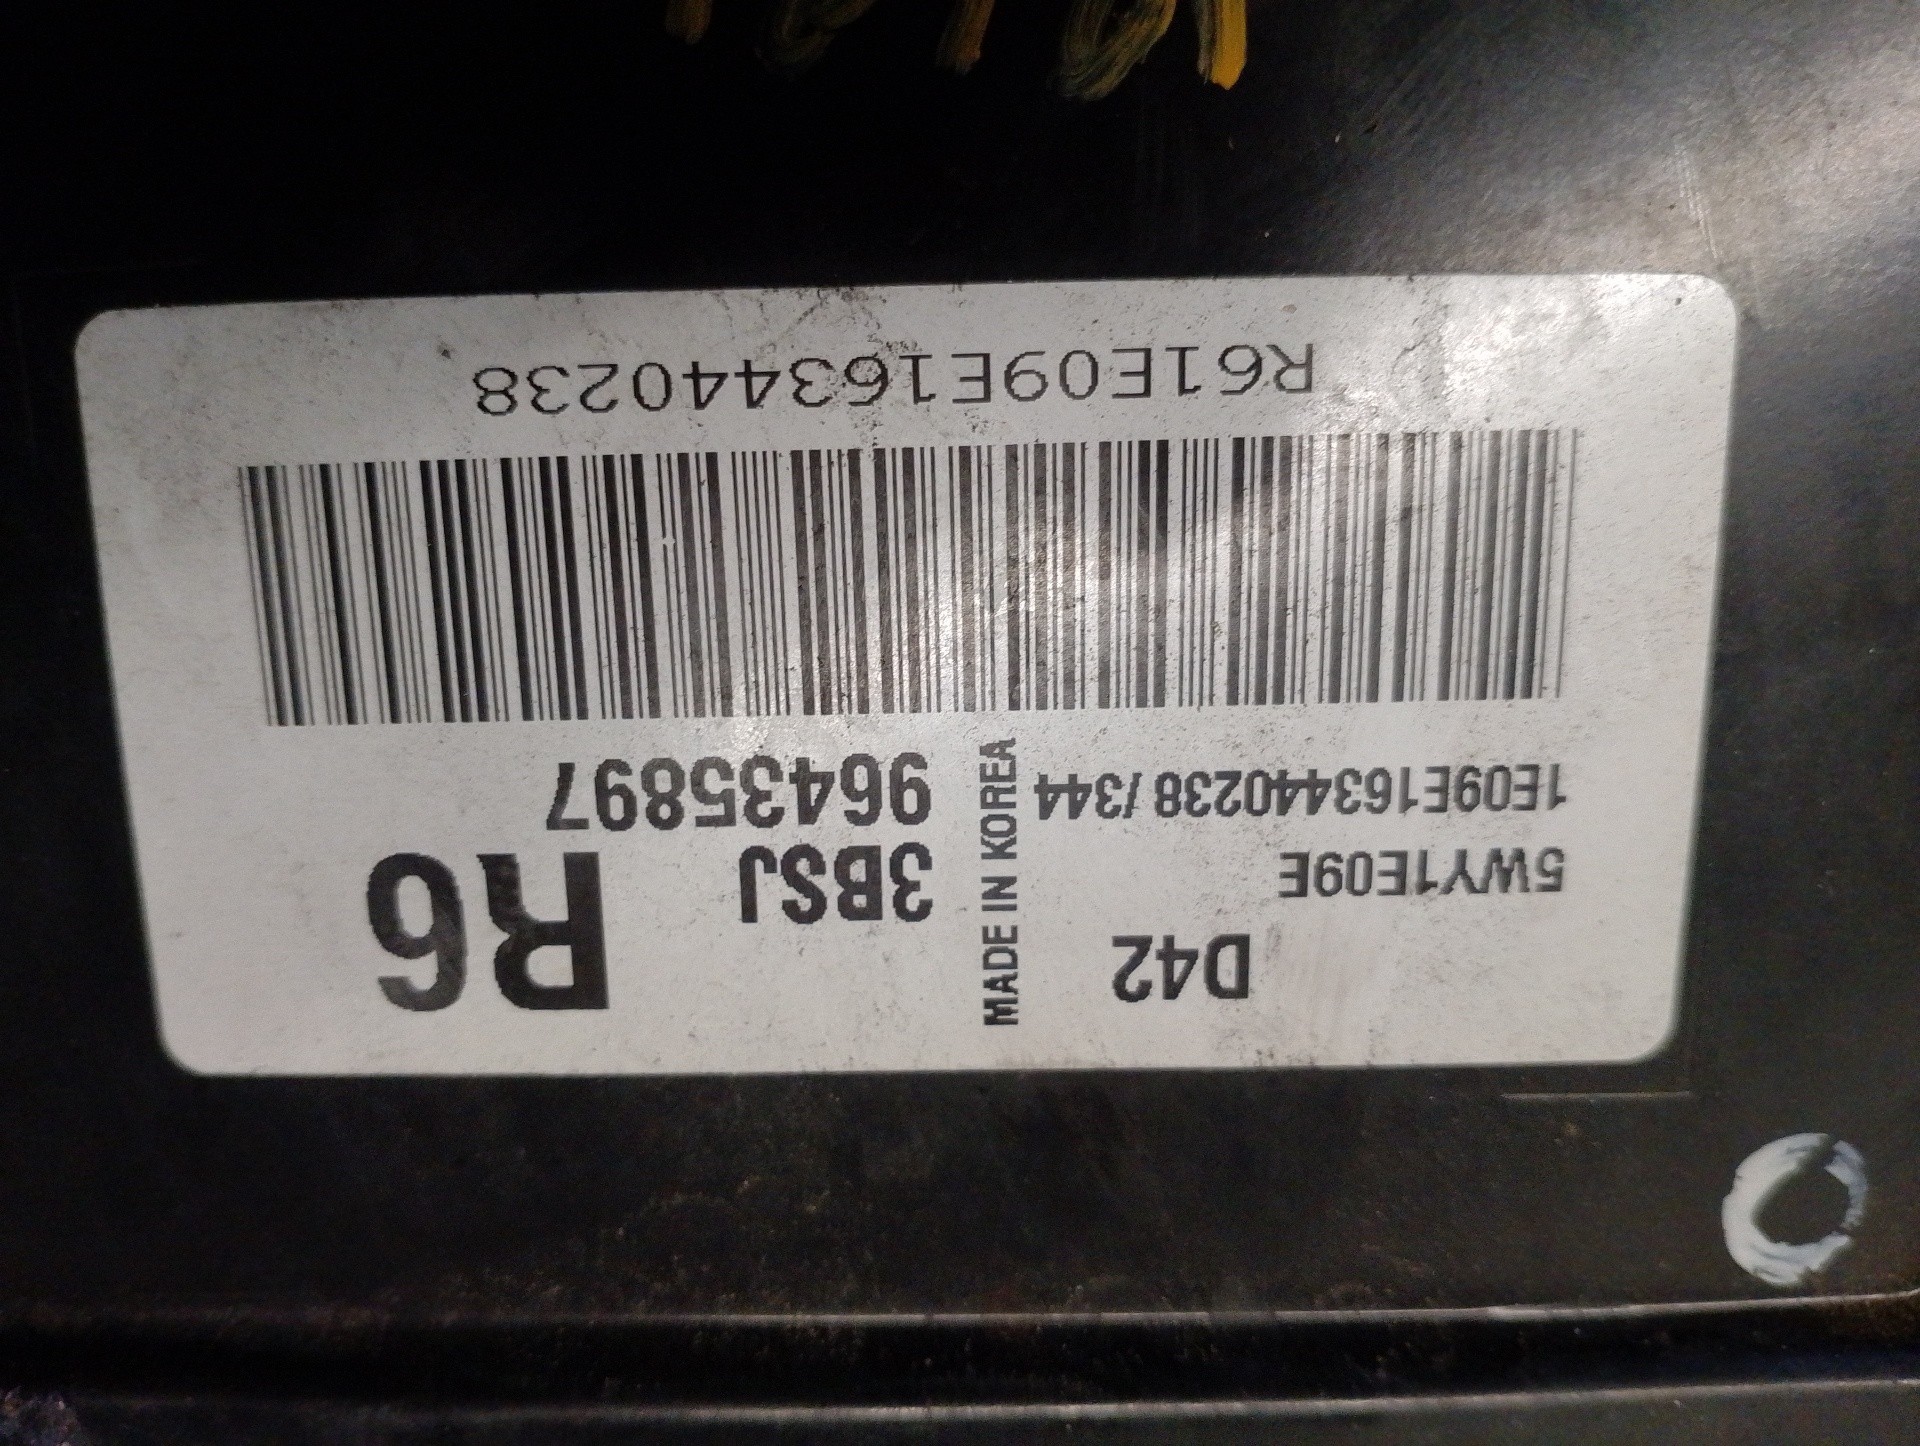 D42
5WY1E09E
1E09E163440238 /344
MADE IN KOREA
3BSJ R6
96435897
R61E09E163440238